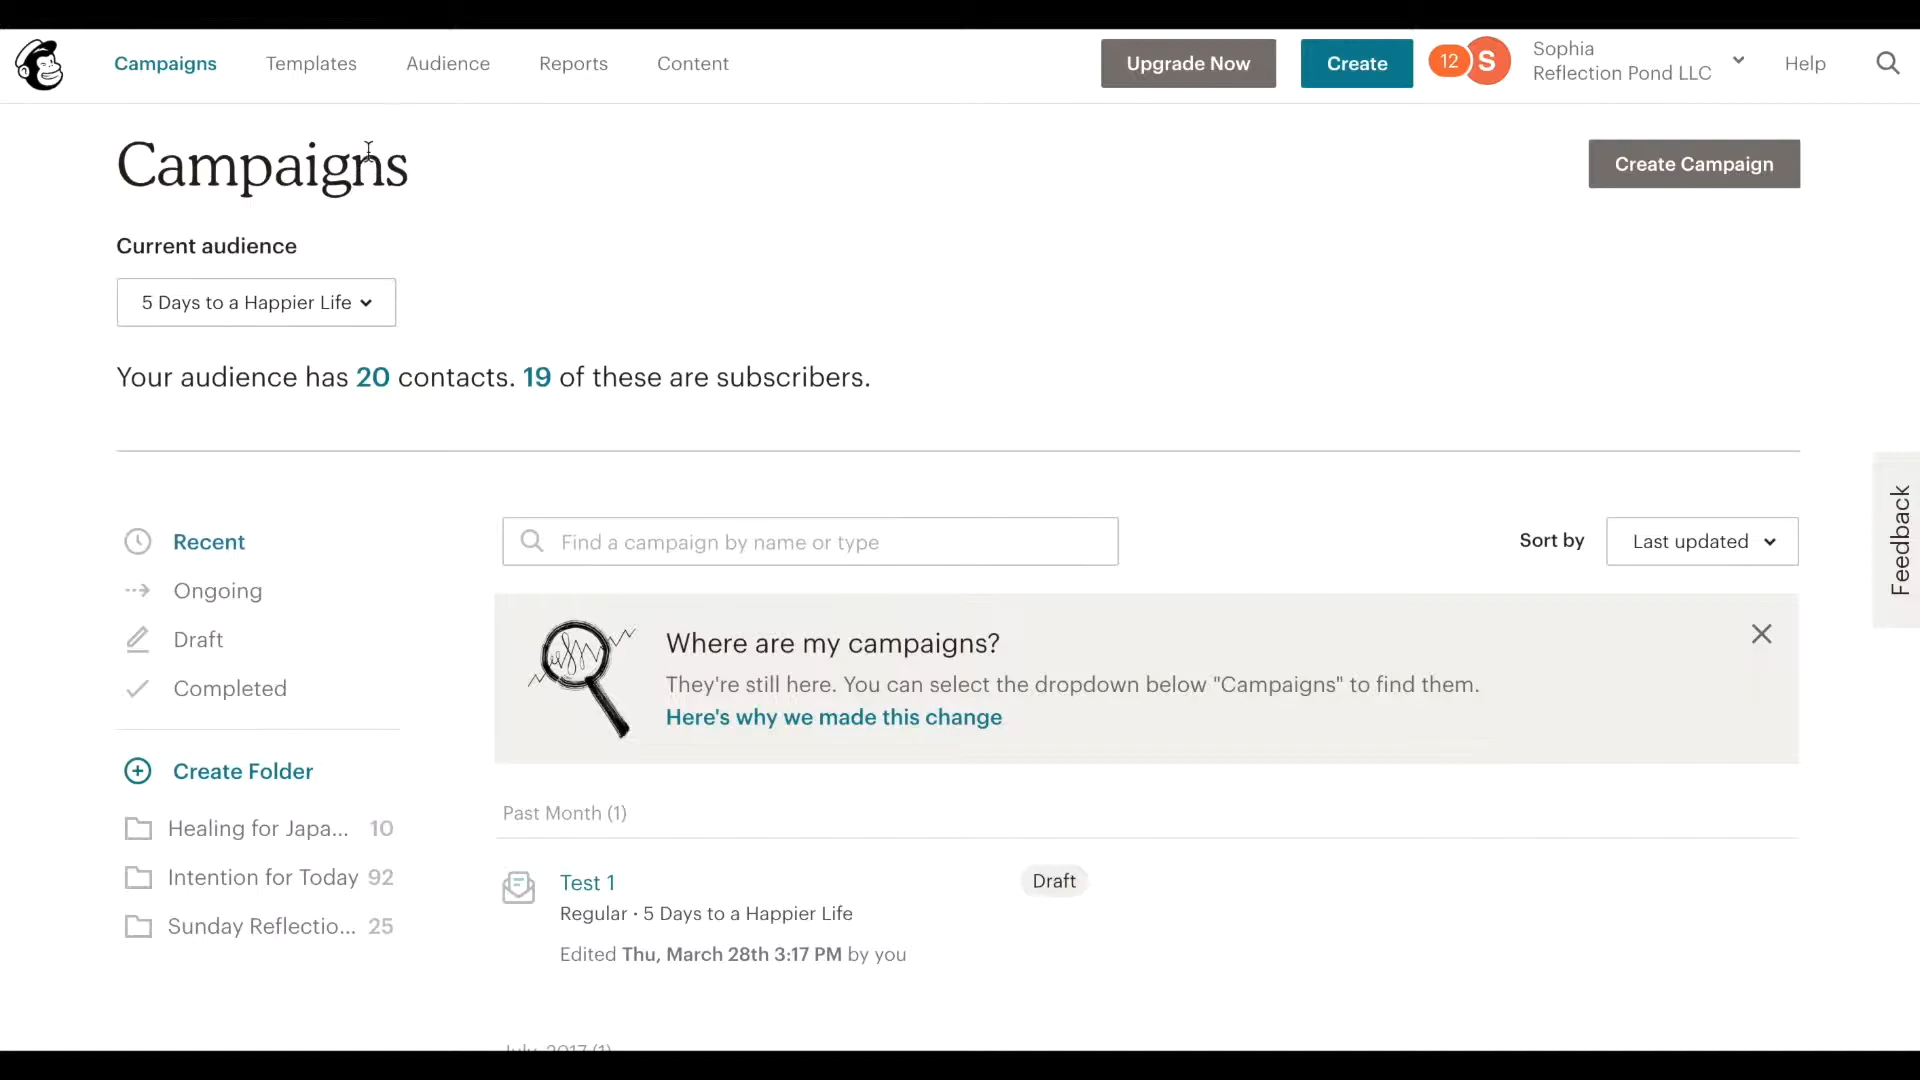 Campaigns Templates Audience Reports Content Upgrade Now Create 12 S Sophia
Reflection Pond LLC Help
Campaigns
Create Campaign
Current audience
5 Days to a Happier Life
Your audience has 20 contacts. 19 of these are subscribers.
Feedback
Recent
Ongoing
Draft
Completed
Create Folder
Healing for Japa... 10
Intention for Today 92
Sunday Reflectio... 25
Find a campaign by name or type
Sort by Last updated
Where are my campaigns?
They're still here. You can select the dropdown below "Campaigns" to find them.
Here's why we made this change
Past Month (1)
Test 1 Draft
Regular · 5 Days to a Happier Life
Edited Thu, March 28th 3:17 PM by you
July, 2017 (1)